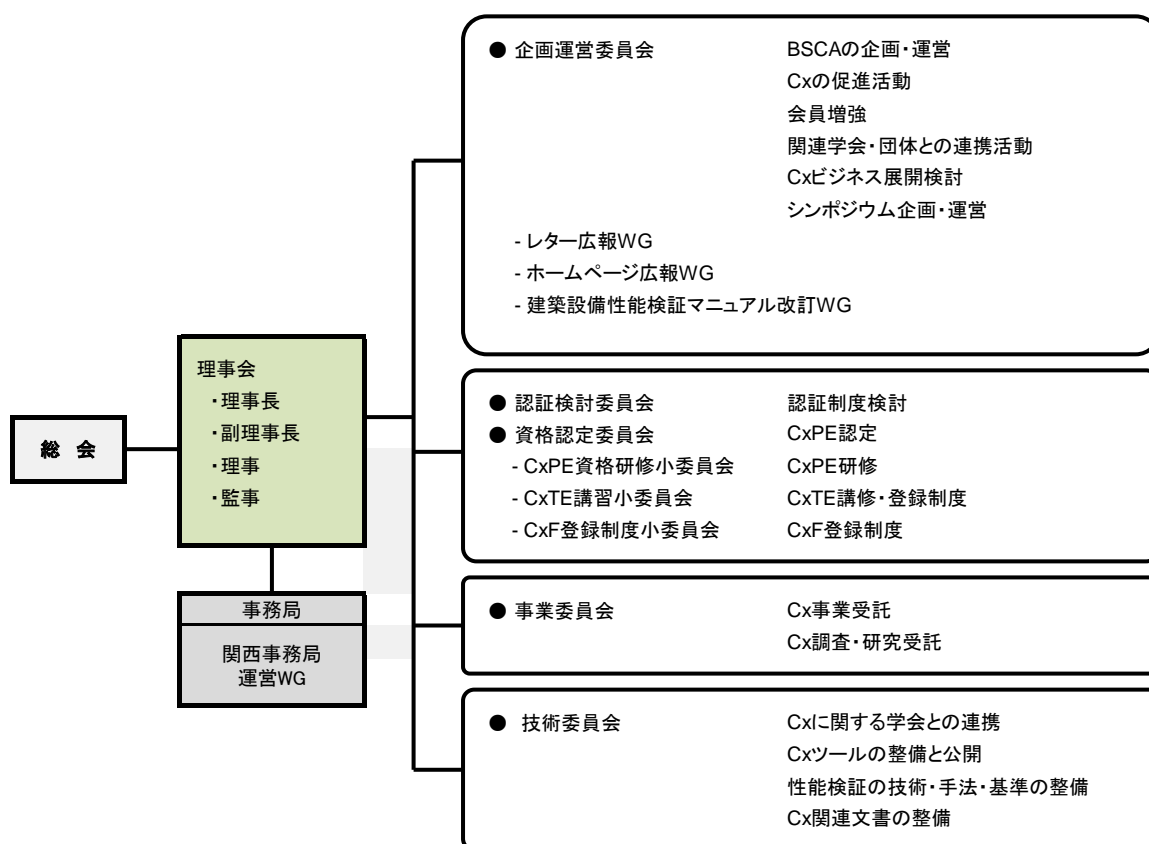 総 会
理事会
・理事長
・副理事長
・理事
・監事
事務局
関西事務局
運営WG
● 企画運営委員会 BSCAの企画・運営
Cxの促進活動
会員増強
関連学会・団体との連携活動
Cxビジネス展開検討
シンポジウム企画・運営
- レター広報WG
- ホームページ広報WG
- 建築設備性能検証マニュアル改訂WG
● 認証検討委員会 認証制度検討
● 資格認定委員会 CxPE認定
- CxPE資格研修小委員会 CxPE研修
- CxTE講習小委員会 CxTE講修・登録制度
- CxF登録制度小委員会 CxF登録制度
● 事業委員会 Cx事業受託
Cx調査・研究受託
● 技術委員会 Cxに関する学会との連携
Cxツールの整備と公開
性能検証の技術・手法・基準の整備
Cx関連文書の整備